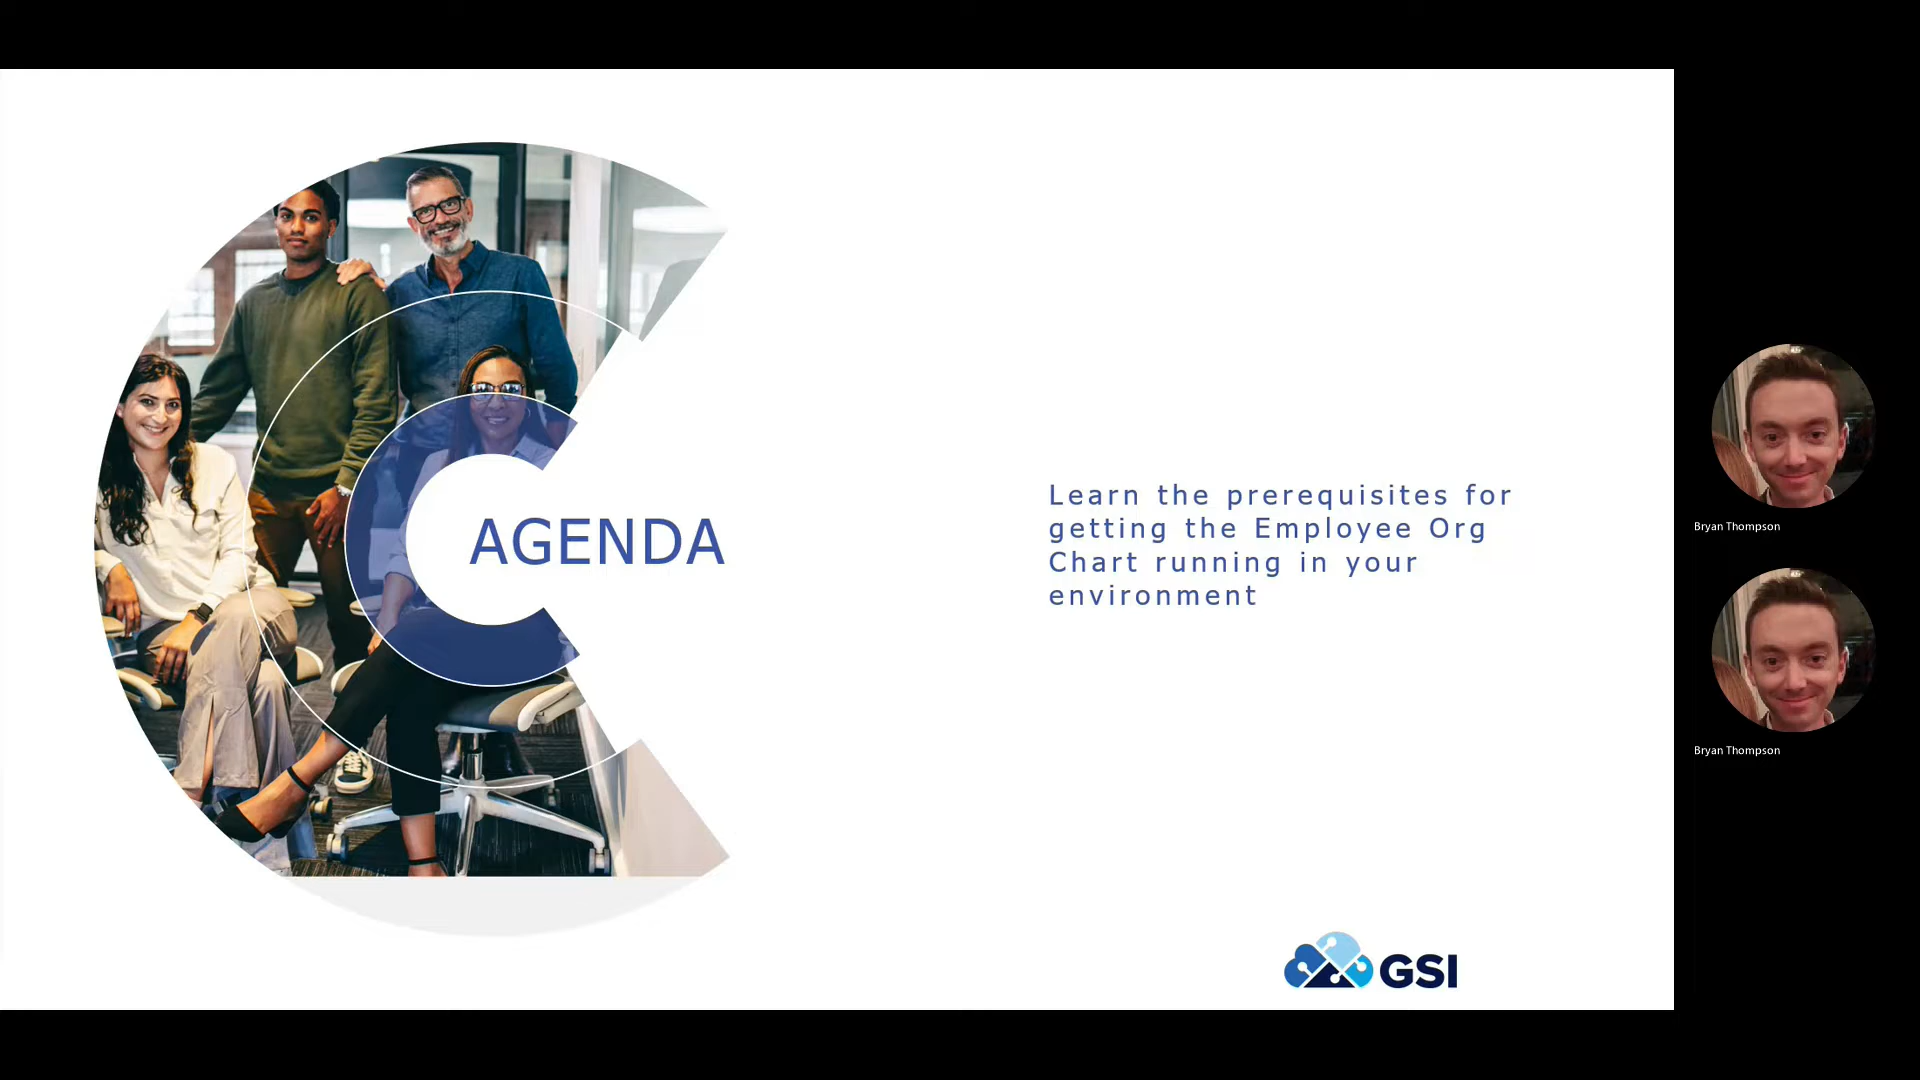 AGENDA
Learn the prerequisites for
getting the Employee Org
Chart running in your
environment
GSI
Bryan Thompson
Bryan Thompson